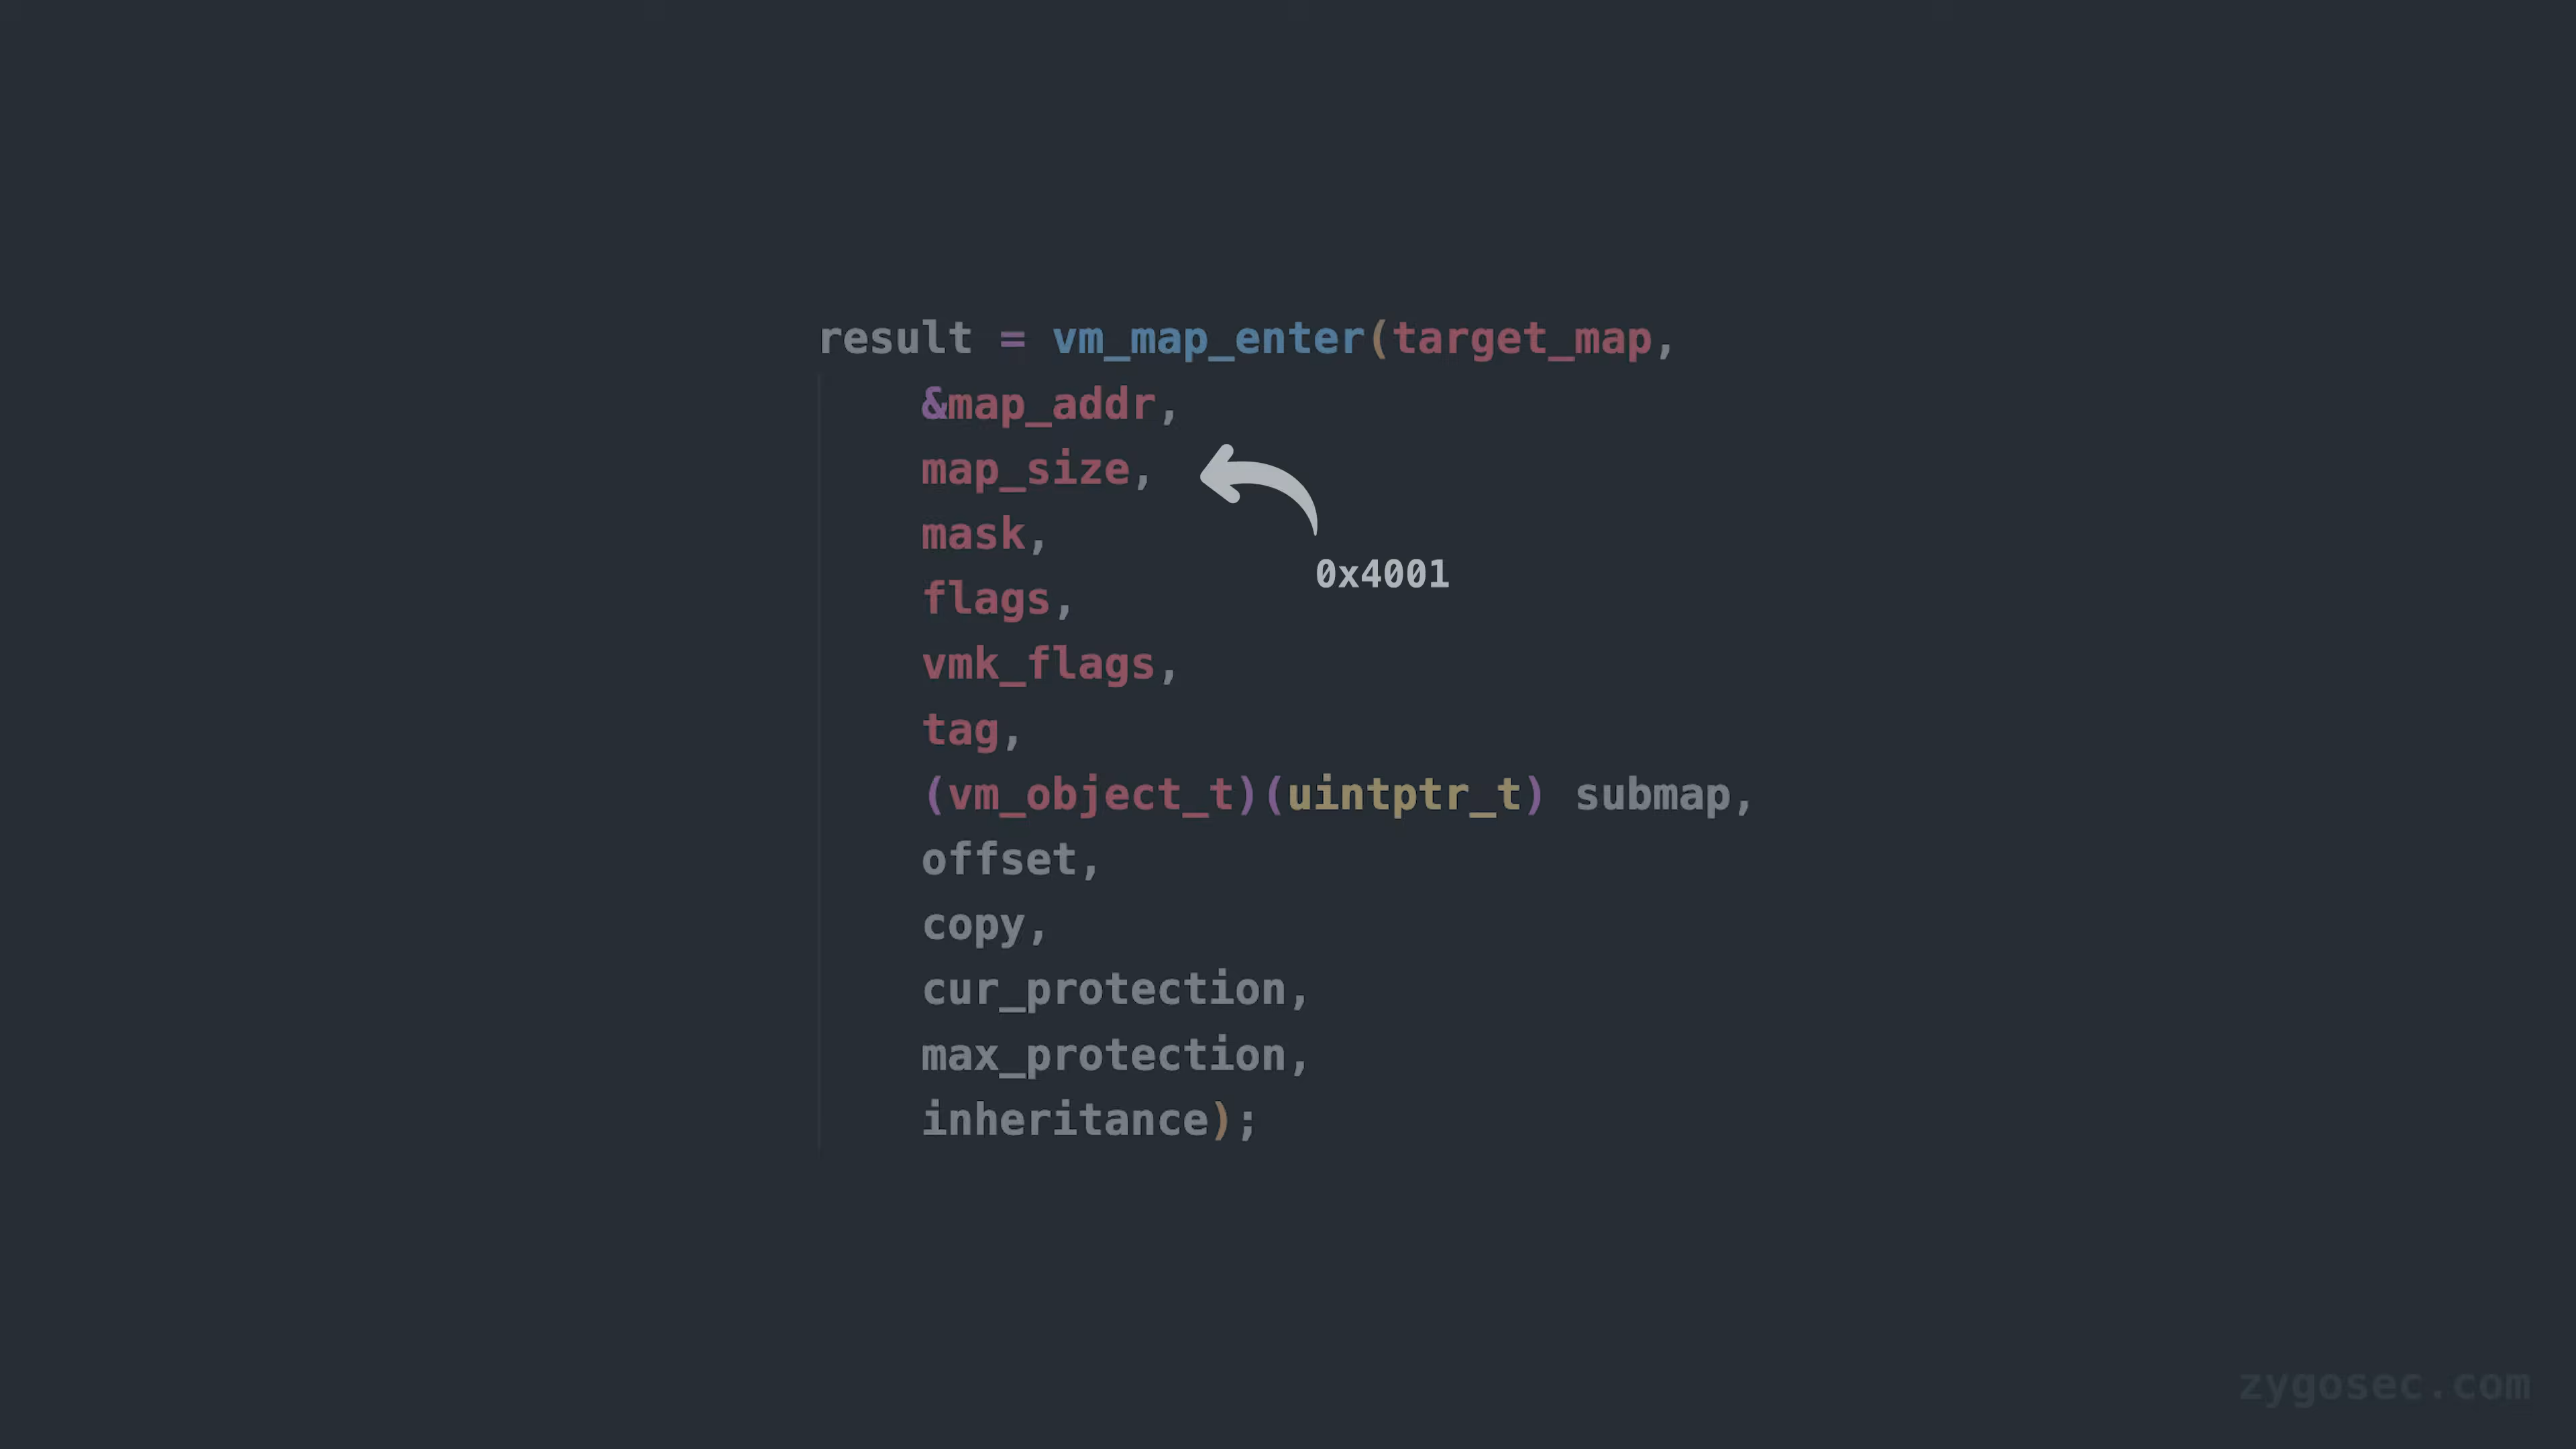 result = vm_map_enter(target_map,
&map_addr,
map_size,
mask,
0x4001
flags,
vmk_flags,
tag,
(vm_object_t)(uintptr_t) submap,
offset,
copy,
cur_protection,
max_protection,
inheritance);
zygosec.com